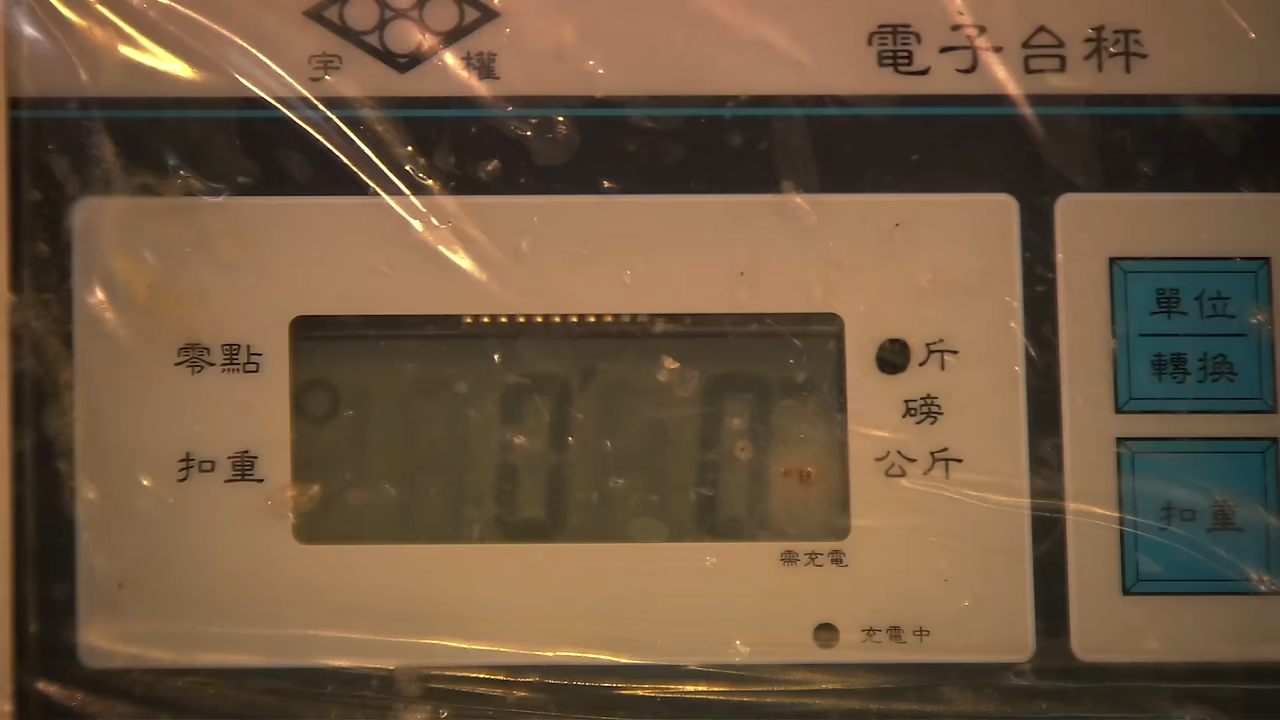 宇 權
電子台秤
零點
扣重
斤
磅
公斤
需充電
充電中
單位
轉換
扣重